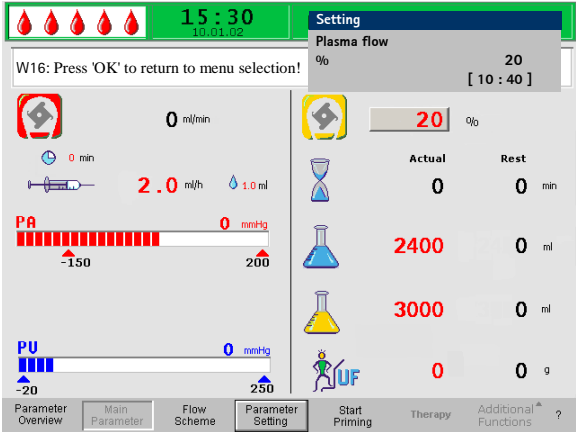 15:30
10.01.02
Setting
Plasma flow
% 20
[ 10 : 40 ]
W16: Press 'OK' to return to menu selection!
0 ml/min
20 %
0 min
2.0 ml/h 1.0 ml
Actual Rest
0 0 min
PA 0 mmHg
-150 200
2400 0 ml
3000 0 ml
PV 0 mmHg
-20 250
UF 0 0 g
Parameter Overview
Main Parameter
Flow Scheme
Parameter Setting
Start Priming
Therapy
Additional Functions
?